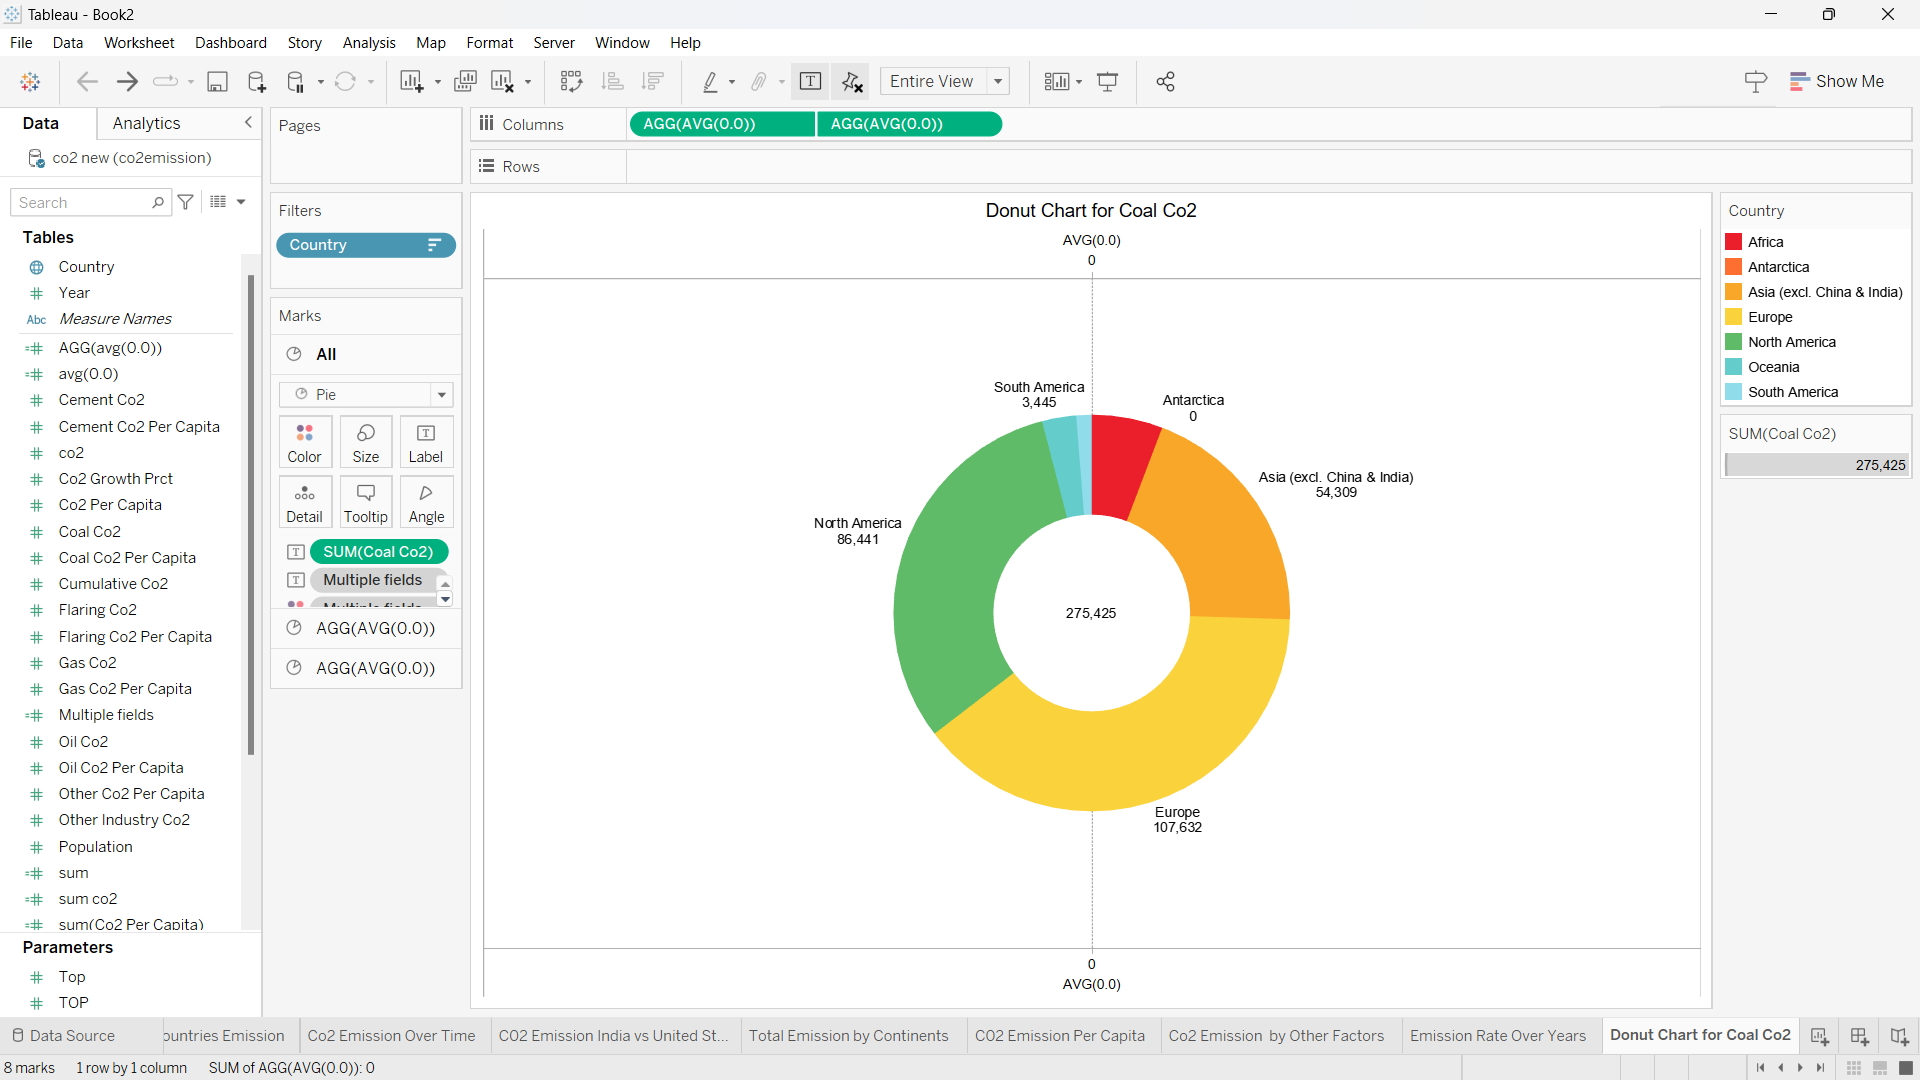 Tableau - Book2
File Data Worksheet Dashboard Story Analysis Map Format Server Window Help
Entire View
Show Me
Data Analytics
co2 new (co2emission)
Search
Tables
Country
Year
Abc Measure Names
AGG(avg(0.0))
avg(0.0)
Cement Co2
Cement Co2 Per Capita
co2
Co2 Growth Prct
Co2 Per Capita
Coal Co2
Coal Co2 Per Capita
Cumulative Co2
Flaring Co2
Flaring Co2 Per Capita
Gas Co2
Gas Co2 Per Capita
Multiple fields
Oil Co2
Oil Co2 Per Capita
Other Co2 Per Capita
Other Industry Co2
Population
sum
sum co2
sum(Co2 Per Capita)
Parameters
Top
TOP
Pages
Filters
Country
Marks
All
Pie
Color Size Label
Detail Tooltip Angle
SUM(Coal Co2)
Multiple fields
Multiple fields
AGG(AVG(0.0))
AGG(AVG(0.0))
Columns AGG(AVG(0.0)) AGG(AVG(0.0))
Rows
Donut Chart for Coal Co2
AVG(0.0)
0
South America
3,445
Antarctica
0
Asia (excl. China & India)
54,309
North America
86,441
275,425
Europe
107,632
0
AVG(0.0)
Country
Africa
Antarctica
Asia (excl. China & India)
Europe
North America
Oceania
South America
SUM(Coal Co2)
275,425
Data Source ountries Emission Co2 Emission Over Time C02 Emission India vs United St... Total Emission by Continents C02 Emission Per Capita Co2 Emission by Other Factors Emission Rate Over Years Donut Chart for Coal Co2
8 marks 1 row by 1 column SUM of AGG(AVG(0.0)): 0